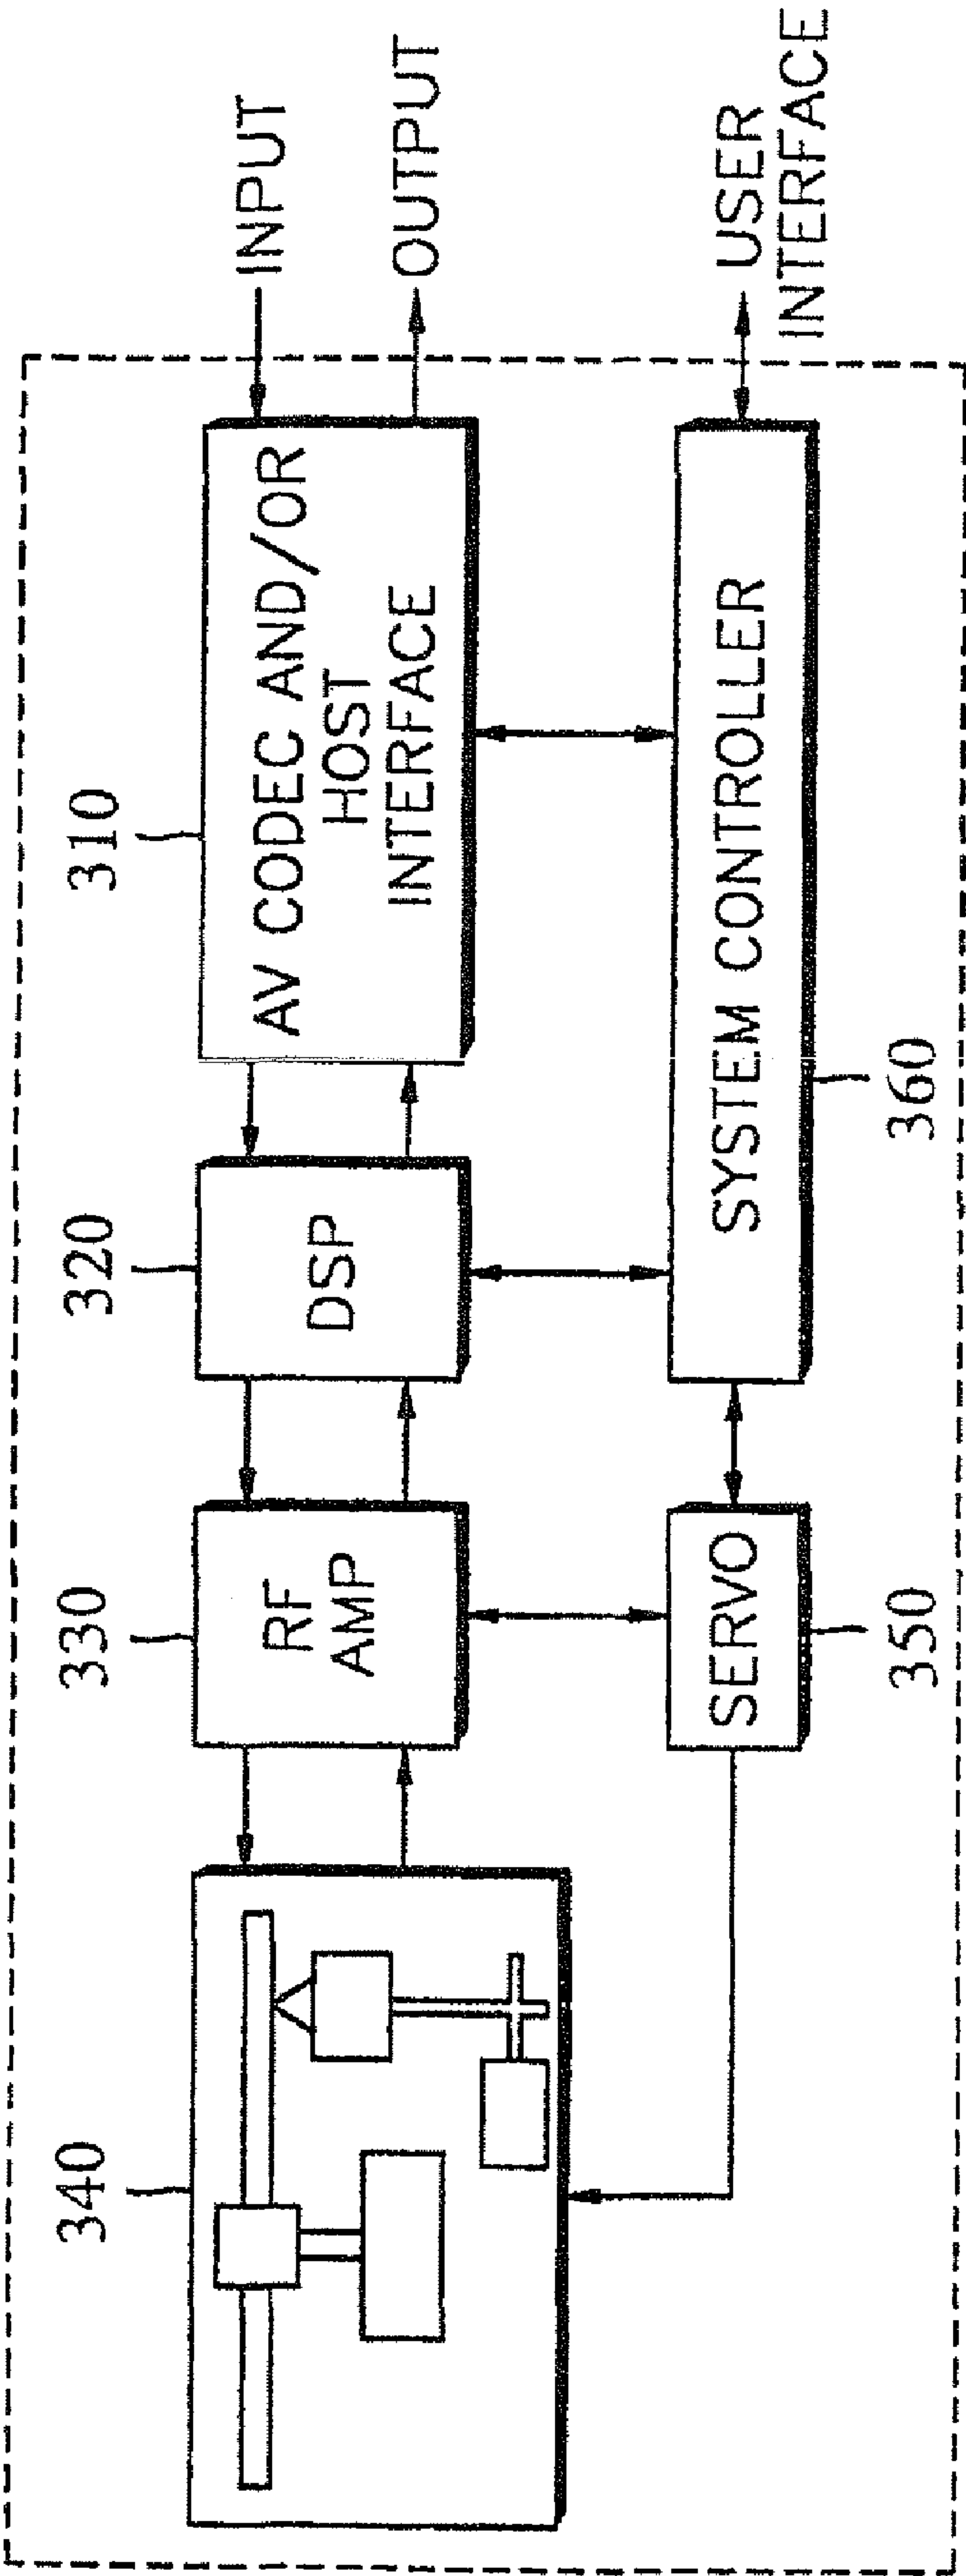 340
330
RF
AMP
320
DSP
310
AV CODEC AND/OR
HOST
INTERFACE
INPUT
OUTPUT
SERVO
350
SYSTEM CONTROLLER
360
USER
INTERFACE